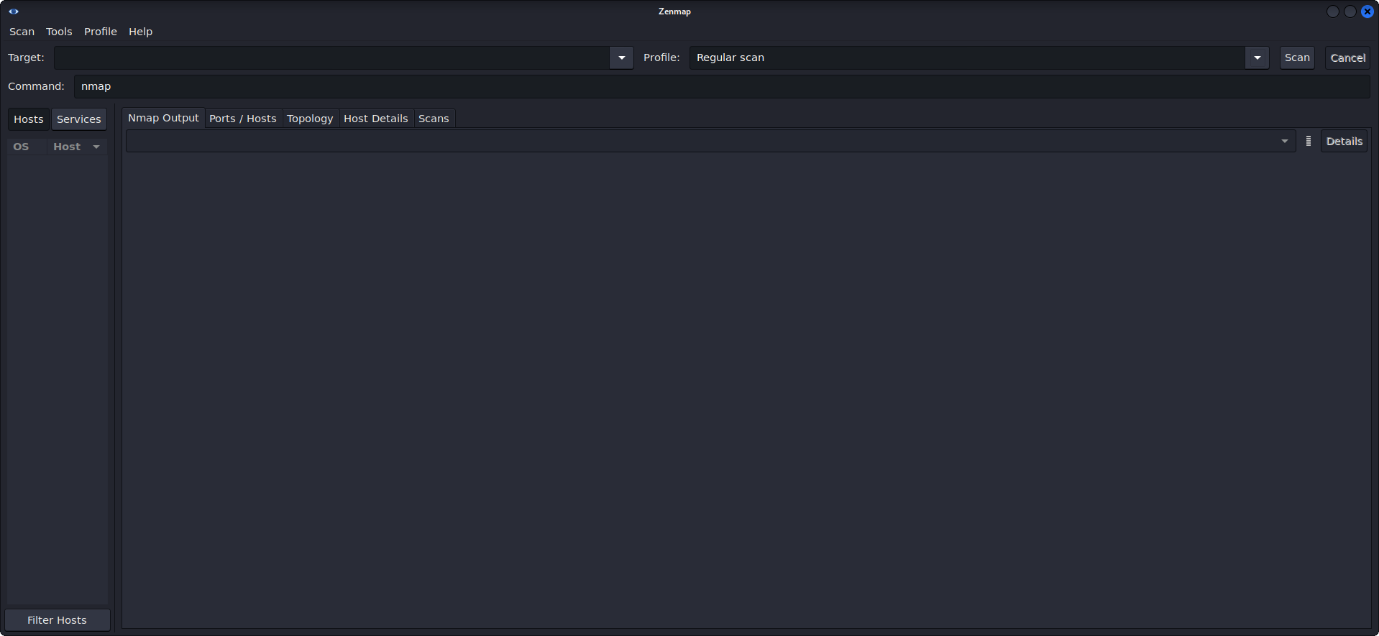 Zenmap
Scan Tools Profile Help
Target: Profile: Regular scan Scan Cancel
Command: nmap
Hosts Services Nmap Output Ports / Hosts Topology Host Details Scans
OS Host Details
Filter Hosts